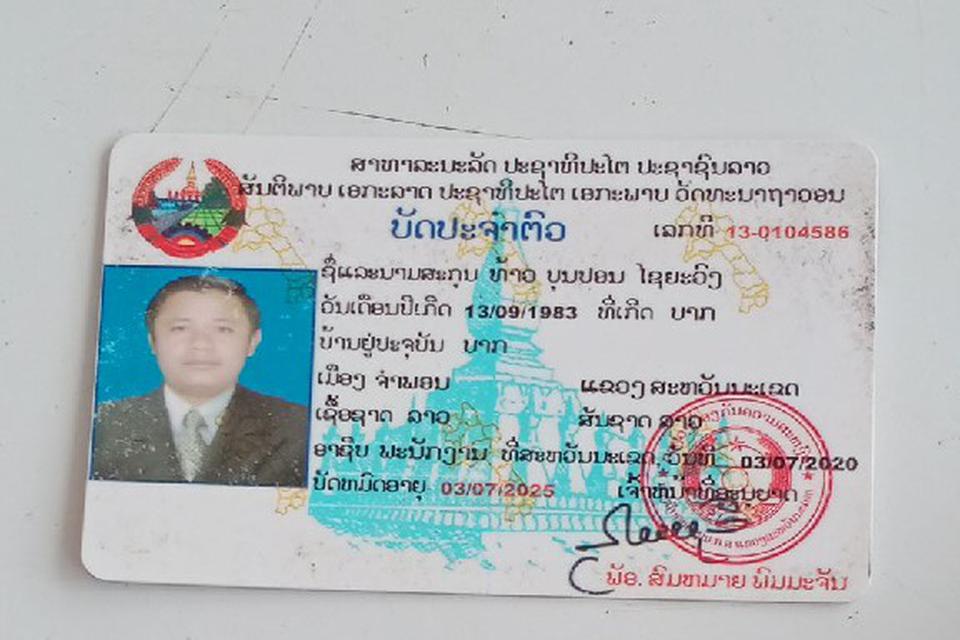 ສາທາລະນະລັດ ປະຊາທິປະໄຕ ປະຊາຊົນລາວ
ສັນຕິພາບ ເອກະລາດ ປະຊາທິປະໄຕ ເອກະພາບ ວັດທະນາຖາວອນ
ບັດປະຈຳຕົວ
ເລກທີ 13-0104586
ຊື່ແລະນາມສະກຸນ ທ້າວ ບຸນປອນ ໄຊຍະວົງ
ວັນເດືອນປີເກີດ 13/09/1983 ທີ່ເກີດ ບາກ
ບ້ານຢູ່ປະຈຸບັນ ບາກ
ເມືອງ ຈຳພອນ ແຂວງ ສະຫວັນນະເຂດ
ເຊື້ອຊາດ ລາວ ສັນຊາດ ລາວ
ອາຊີບ ພະນັກງານ ທີ່ສະຫວັນນະເຂດ ວັນທີ 03/07/2020
ບັດຫມົດອາຍຸ 03/07/2025 ເຈົ້າຫນ້າທີ່ອະນຸຍາດ
ພັອ. ສົມຫມາຍ ພິມມະຈັນ